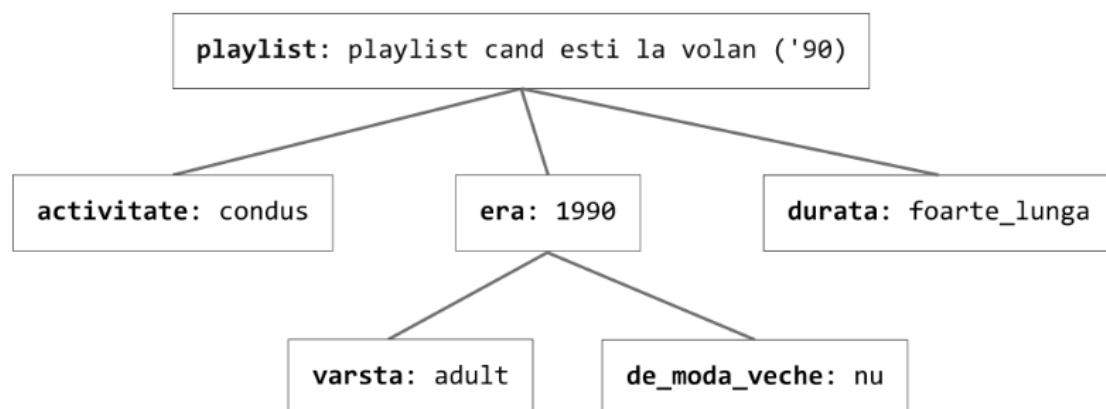 playlist: playlist cand esti la volan ('90)
activitate: condus
era: 1990
durata: foarte_lunga
varsta: adult
de_moda_veche: nu